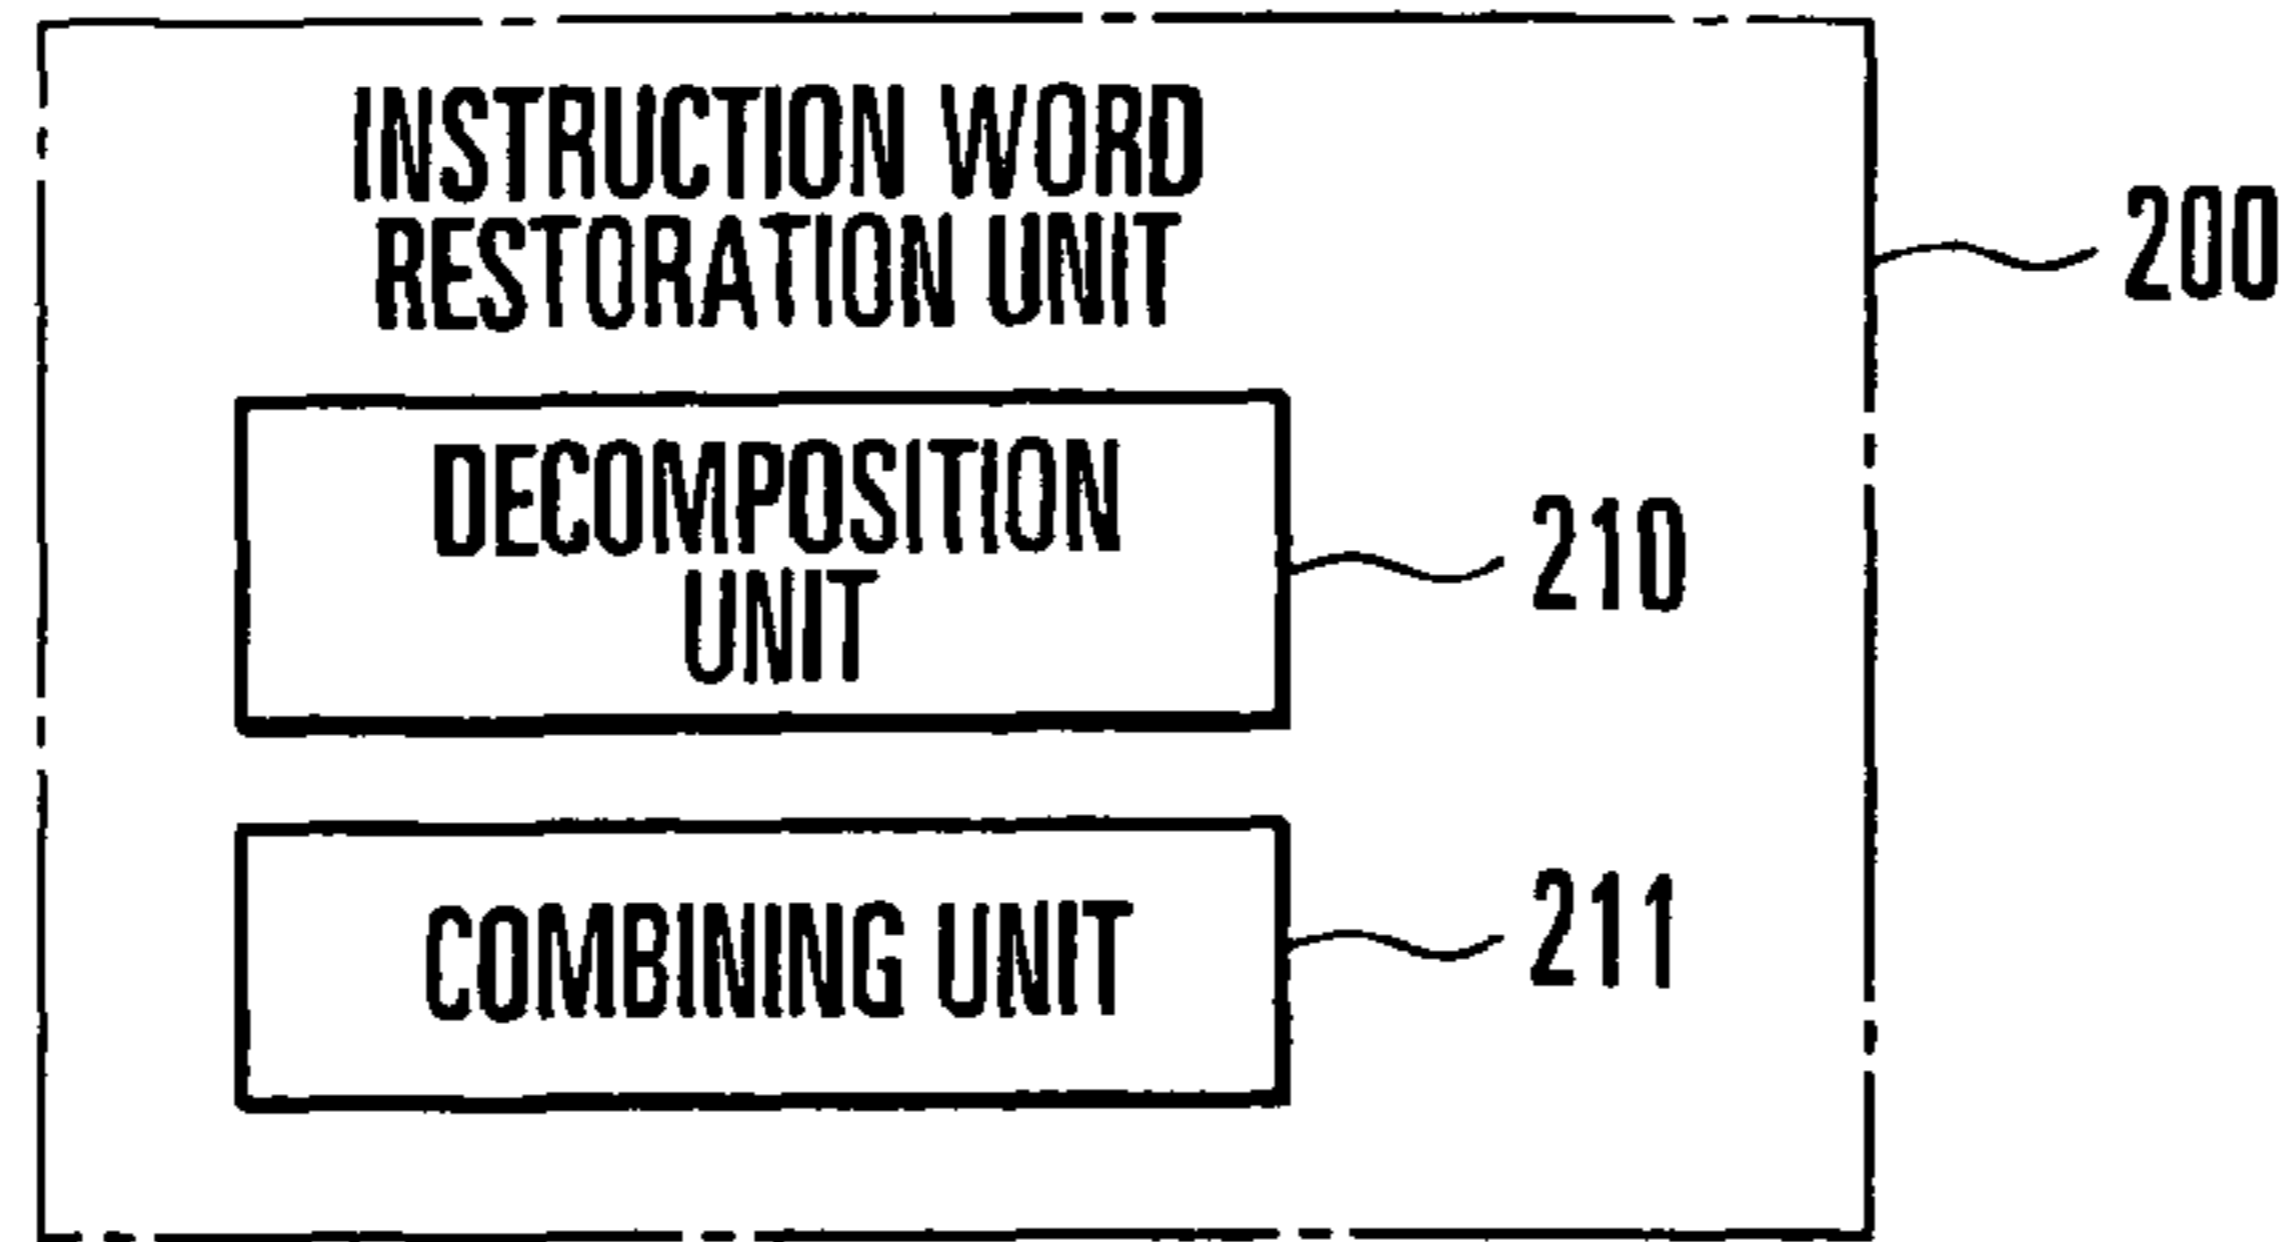 INSTRUCTION WORD
RESTORATION UNIT
200
DECOMPOSITION
UNIT
210
COMBINING UNIT
211